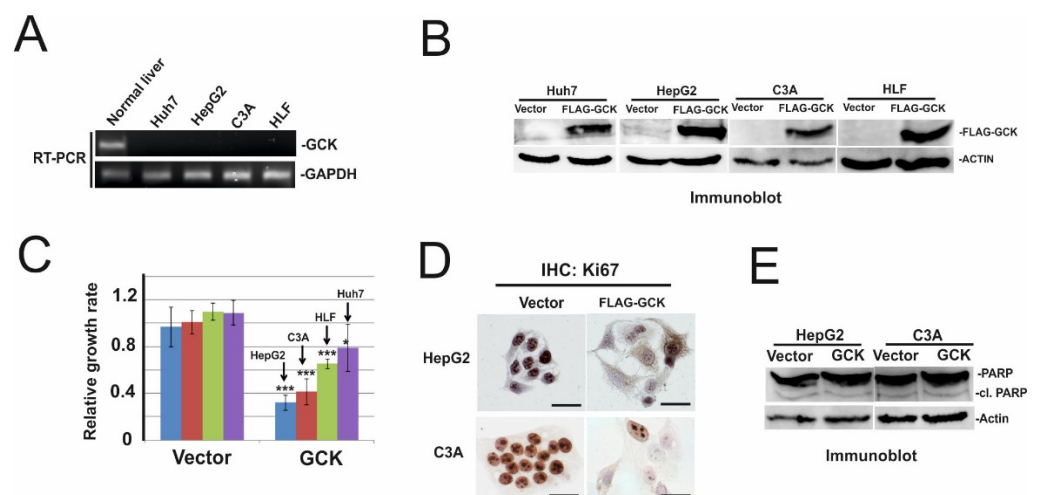 A
Normal liver
Huh7
HepG2
C3A
HLF
RT-PCR
-GCK
-GAPDH
B
Huh7 HepG2 C3A HLF
Vector FLAG-GCK Vector FLAG-GCK Vector FLAG-GCK Vector FLAG-GCK
-FLAG-GCK
-ACTIN
Immunoblot
C
Relative growth rate
1.2
0.8
0.4
0
HepG2
C3A
HLF
Huh7
***
***
***
*
Vector GCK
D
IHC: Ki67
Vector FLAG-GCK
HepG2
C3A
E
HepG2 C3A
Vector GCK Vector GCK
-PARP
-cl. PARP
-Actin
Immunoblot